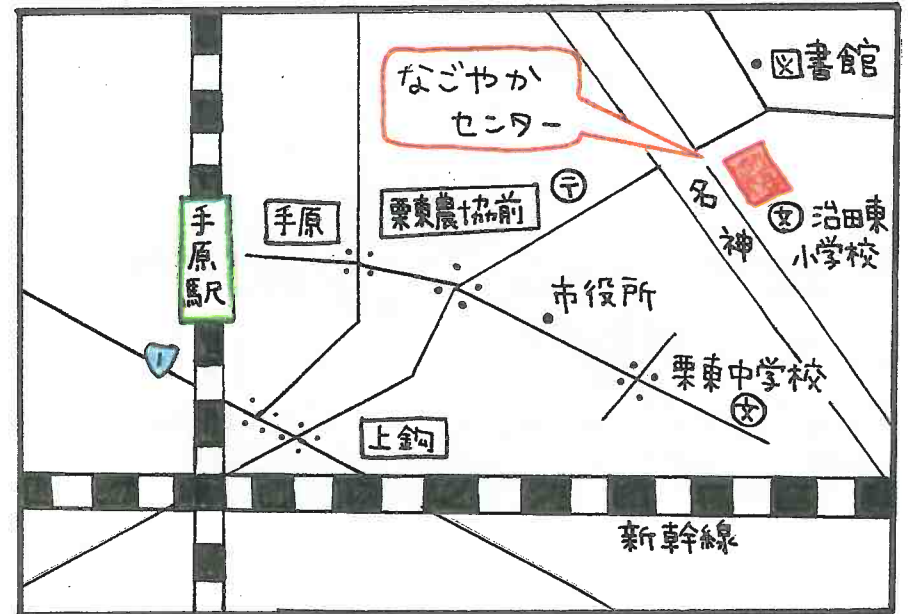 図書館
なごやか
センター
手原駅
手原
栗東農協前
〒
名神
文
治田東
小学校
市役所
1
栗東中学校
文
上鈎
新幹線